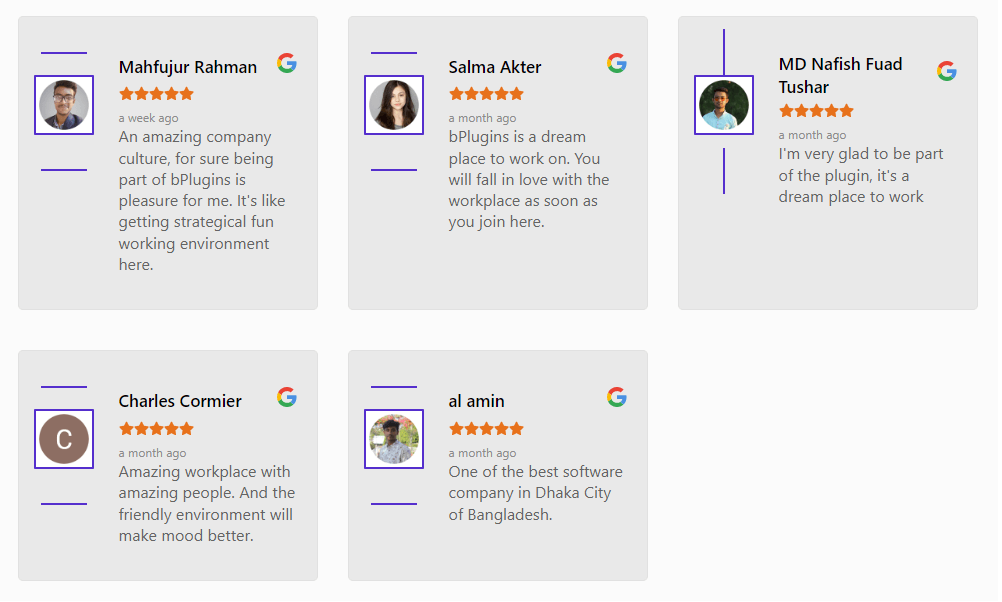 Mahfujur Rahman
a week ago
An amazing company
culture, for sure being
part of bPlugins is
pleasure for me. It's like
getting strategical fun
working environment
here.
Salma Akter
a month ago
bPlugins is a dream
place to work on. You
will fall in love with the
workplace as soon as
you join here.
MD Nafish Fuad
Tushar
a month ago
I'm very glad to be part
of the plugin, it's a
dream place to work
C
Charles Cormier
a month ago
Amazing workplace with
amazing people. And the
friendly environment will
make mood better.
al amin
a month ago
One of the best software
company in Dhaka City
of Bangladesh.